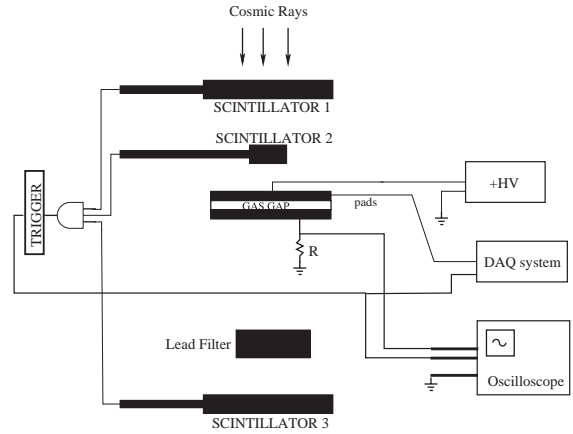 Cosmic Rays
SCINTILLATOR 1
SCINTILLATOR 2
+HV
GAS GAP
pads
TRIGGER
R
DAQ system
Lead Filter
Oscilloscope
SCINTILLATOR 3